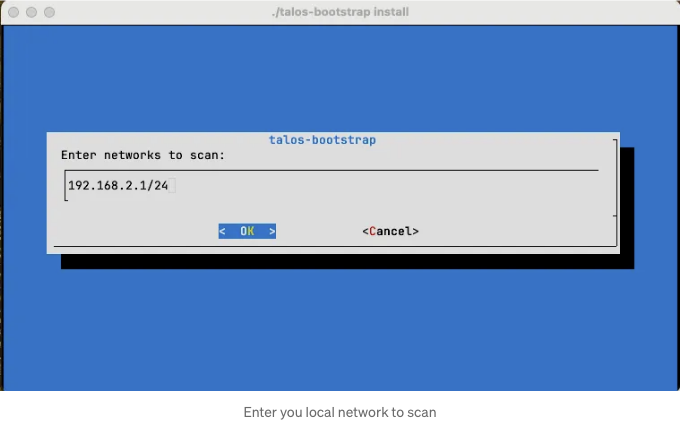 ./talos-bootstrap install
talos-bootstrap
Enter networks to scan:
192.168.2.1/24
< OK > <Cancel>
Enter you local network to scan